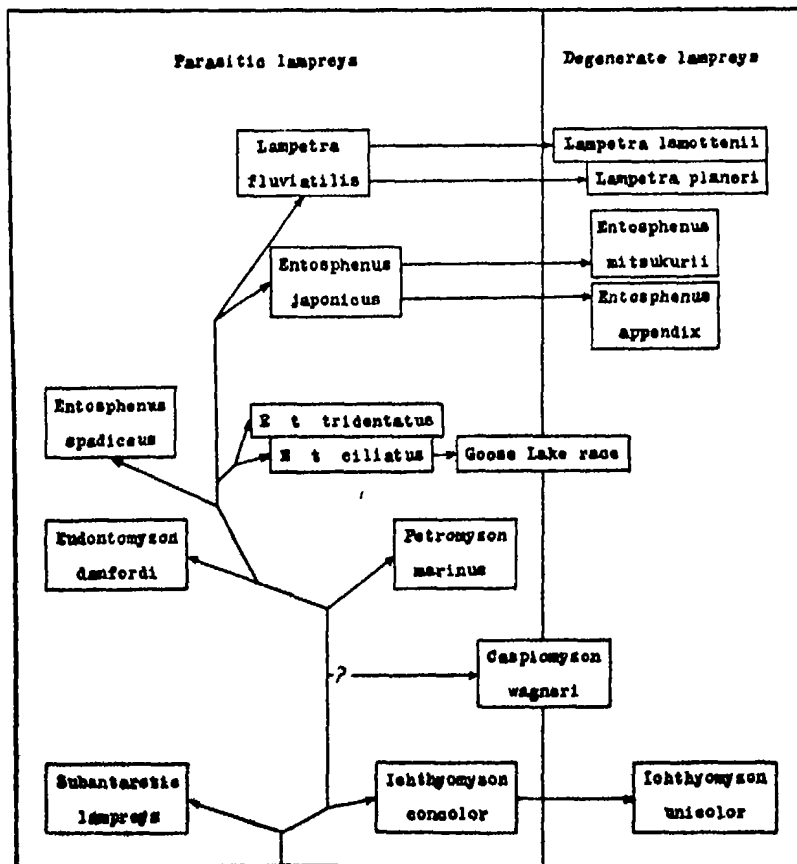 Parasitic lampreys
Degenerate lampreys
Lampetra
fluviatilis
Lampetra lamottenii
Lampetra planeri
Entosphenus
japonicus
Entosphenus
mitsukurii
Entosphenus
appendix
Entosphenus
spadiceus
E t tridentatus
E t ciliatus
Goose Lake race
Eudontomyzon
danfordi
Petromyzon
marinus
?
Caspiomyzon
wagneri
Subantarctic
lampreys
Ichthyomyzon
concolor
Ichthyomyzon
unicolor